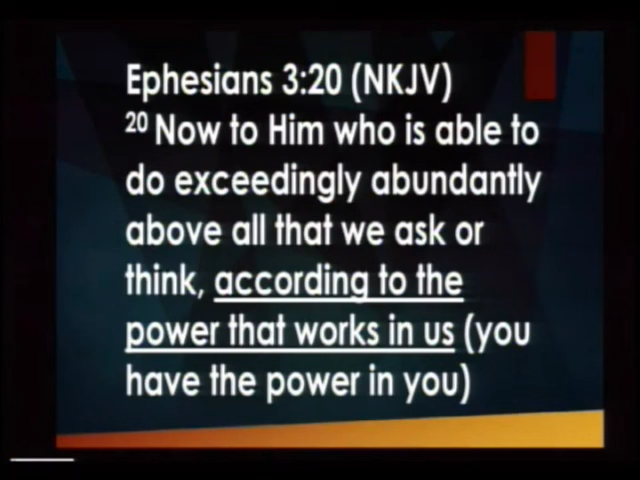 Ephesians 3:20 (NKJV)
20 Now to Him who is able to
do exceedingly abundantly
above all that we ask or
think, according to the
power that works in us (you
have the power in you)